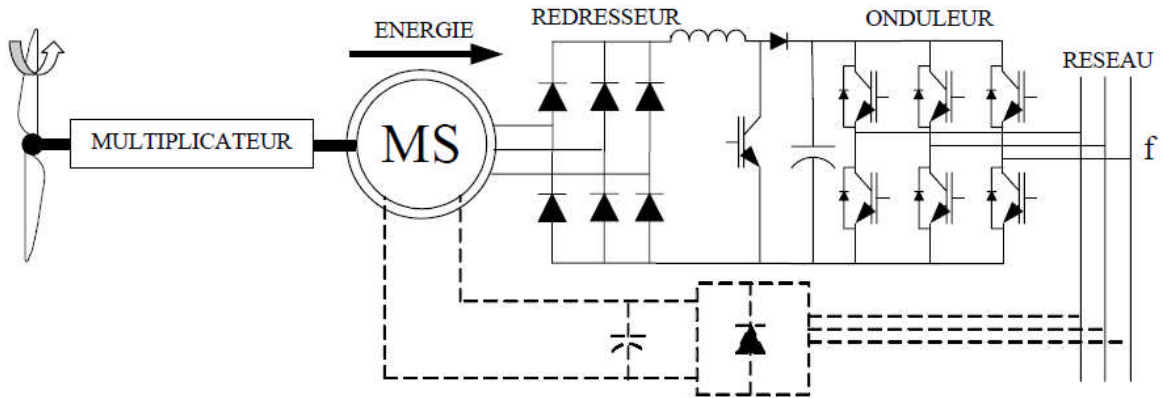 REDRESSEUR
ONDULEUR
ENERGIE
RESEAU
MULTIPLICATEUR
MS
f